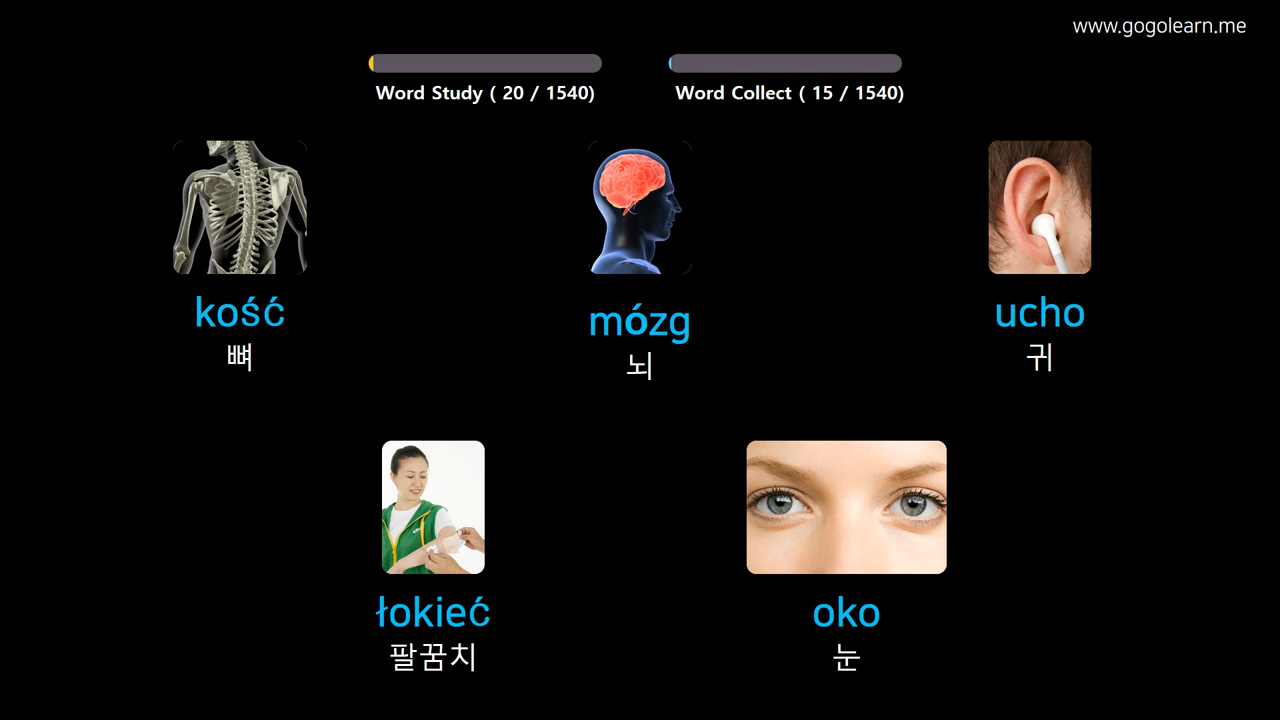 www.gogolearn.me
Word Study ( 20 / 1540)
Word Collect ( 15 / 1540)
kość
뼈
mózg
뇌
ucho
귀
łokieć
팔꿈치
oko
눈